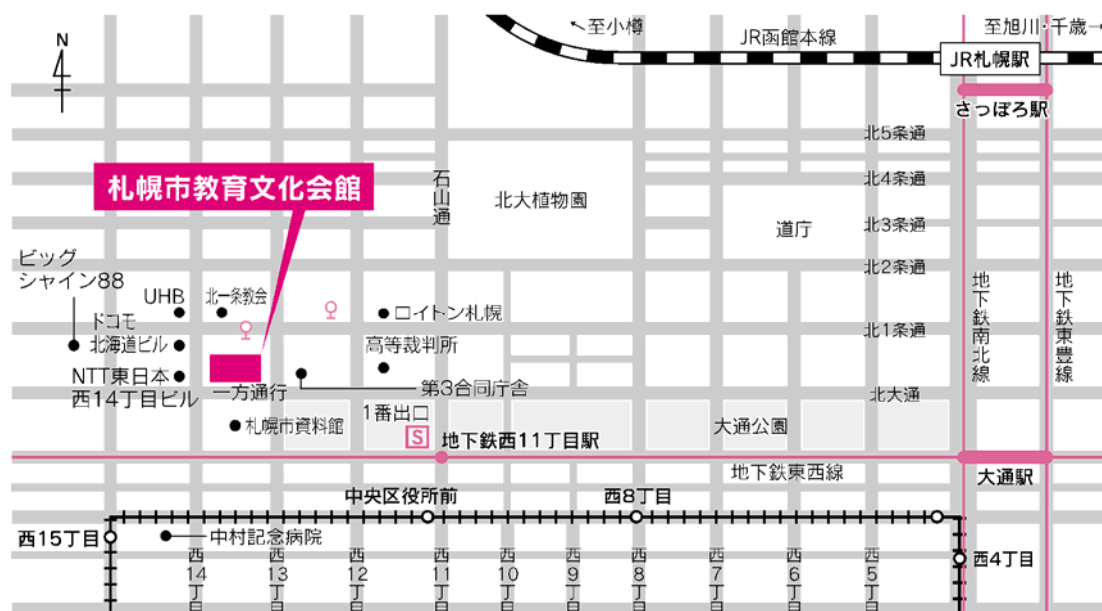 ←至小樽
至旭川・千歳→
JR函館本線
N
JR札幌駅
さっぽろ駅
北5条通
札幌市教育文化会館
石山通
北4条通
北大植物園
北3条通
道庁
ビッグ
シャイン88
北2条通
地下鉄南北線
地下鉄東豊線
UHB
北一条教会
ロイトン札幌
ドコモ
北海道ビル
北1条通
高等裁判所
NTT東日本
西14丁目ビル
一方通行
第3合同庁舎
北大通
1番出口
札幌市資料館
S
地下鉄西11丁目駅
大通公園
地下鉄東西線
大通駅
中央区役所前
西8丁目
西15丁目
中村記念病院
西4丁目
西14丁目
西13丁目
西12丁目
西11丁目
西10丁目
西9丁目
西8丁目
西7丁目
西6丁目
西5丁目